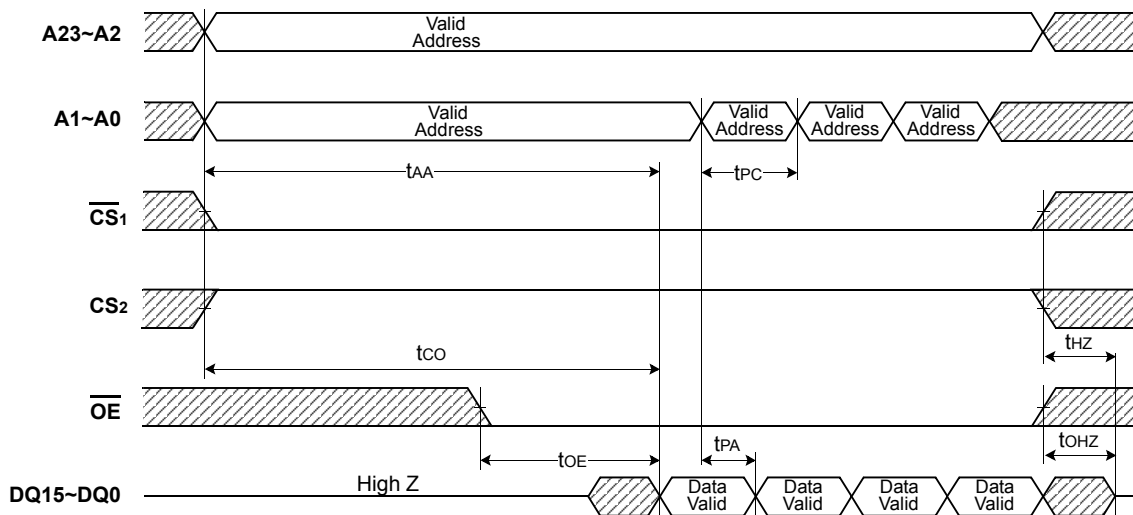 A23~A2
Valid
Address
A1~A0
Valid
Address
Valid
Address
Valid
Address
Valid
Address
tAA
tPC
CS1
CS2
tCO
tHZ
OE
tOE
tPA
tOHZ
DQ15~DQ0
High Z
Data
Valid
Data
Valid
Data
Valid
Data
Valid